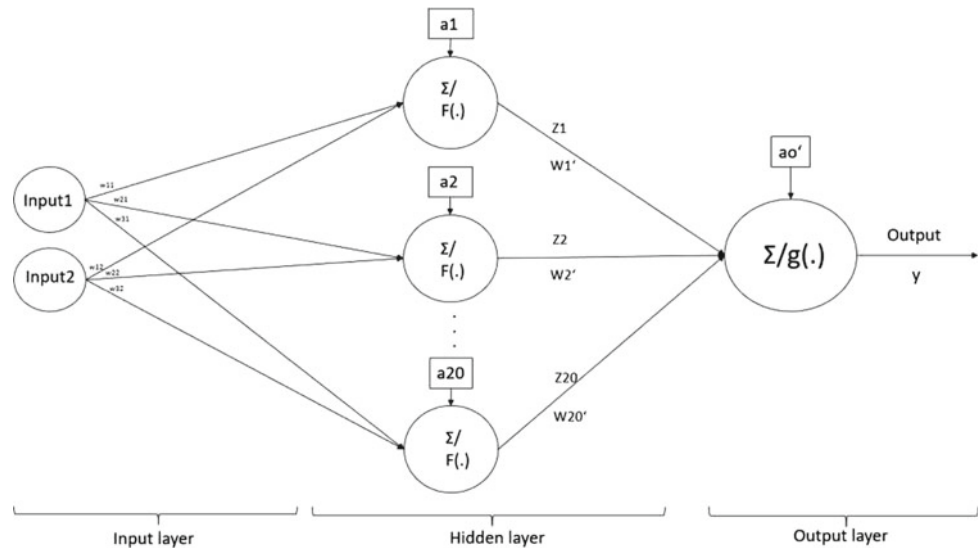 a1
Σ/
F(.)
Z1
W1‘
ao‘
Input1
w11
w21
w31
a2
Σ/
F(.)
Z2
W2‘
Σ/g(.)
Output
y
Input2
w12
w22
w32
. . . .
a20
Σ/
F(.)
Z20
W20‘
Input layer
Hidden layer
Output layer